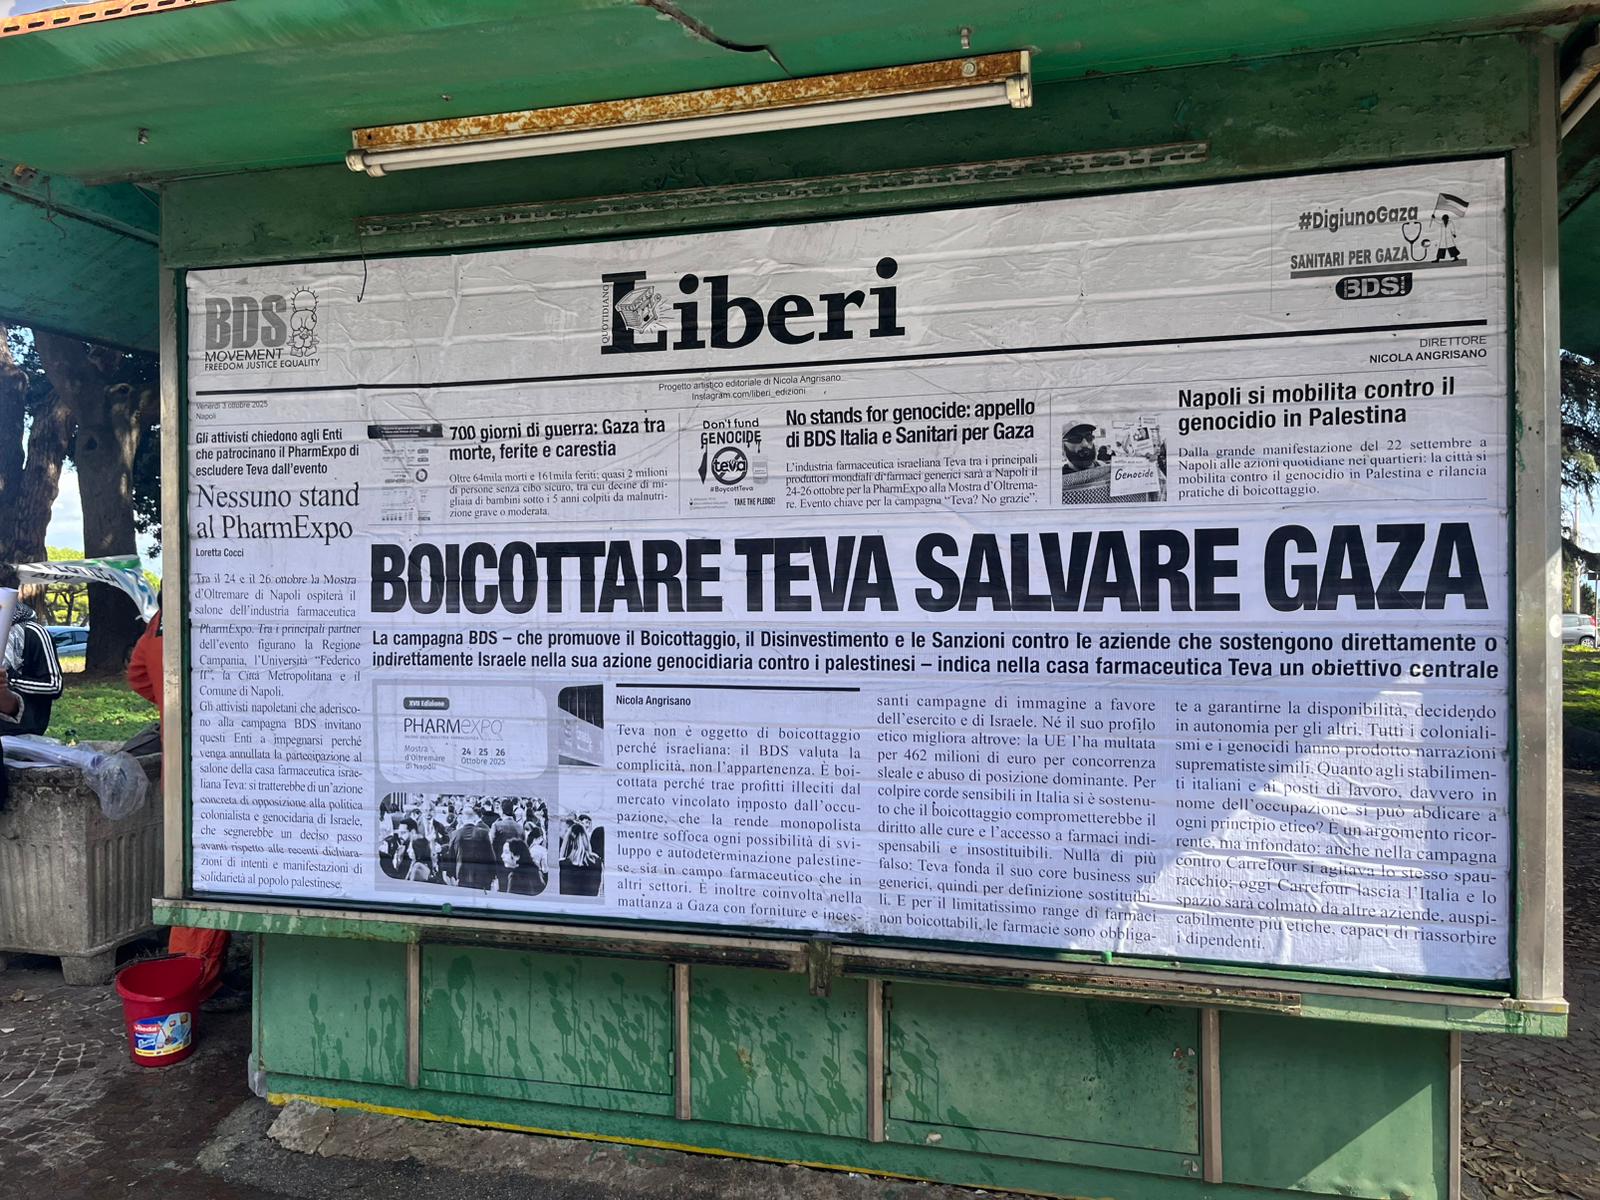 BDS
MOVEMENT
FREEDOM JUSTICE EQUALITY
QUOTIDIANO
Liberi
#DigiunoGaza
SANITARI PER GAZA
BDS!
DIRETTORE
NICOLA ANGRISANO
Progetto artistico editoriale di Nicola Angrisano
Instagram.com/liberi_edizioni
Venerdì 3 ottobre 2025
Napoli
Gli attivisti chiedono agli Enti
che patrocinano il PharmExpo di
escludere Teva dall'evento
Nessuno stand
al PharmExpo
Loretta Cocci
Tra il 24 e il 26 ottobre la Mostra
d'Oltremare di Napoli ospiterà il
salone dell'industria farmaceutica
PharmExpo. Tra i principali partner
dell'evento figurano la Regione
Campania, l'Università "Federico
II", la Città Metropolitana e il
Comune di Napoli.
Gli attivisti napoletani che aderisco-
no alla campagna BDS invitano
questi Enti a impegnarsi perché
venga annullata la partecipazione al
salone della casa farmaceutica israe-
liana Teva: si tratterebbe di un'azione
concreta di opposizione alla politica
colonialista e genocidaria di Israele,
che segnerebbe un deciso passo
avanti rispetto alle recenti dichiara-
zioni di intenti e manifestazioni di
solidarietà al popolo palestinese.
700 giorni di guerra: Gaza tra
morte, ferite e carestia
Oltre 64mila morti e 161mila feriti; quasi 2 milioni
di persone senza cibo sicuro, tra cui decine di mi-
gliaia di bambini sotto i 5 anni colpiti da malnutri-
zione grave o moderata.
Don't fund
GENOCIDE
teva
#BoycottTeva
TAKE THE PLEDGE!
No stands for genocide: appello
di BDS Italia e Sanitari per Gaza
L'industria farmaceutica israeliana Teva tra i principali
produttori mondiali di farmaci generici sarà a Napoli il
24-26 ottobre per la PharmExpo alla Mostra d'Oltrema-
re. Evento chiave per la campagna "Teva? No grazie".
Genocide
Napoli si mobilita contro il
genocidio in Palestina
Dalla grande manifestazione del 22 settembre a
Napoli alle azioni quotidiane nei quartieri: la città si
mobilita contro il genocidio in Palestina e rilancia
pratiche di boicottaggio.
BOICOTTARE TEVA SALVARE GAZA
La campagna BDS – che promuove il Boicottaggio, il Disinvestimento e le Sanzioni contro le aziende che sostengono direttamente o
indirettamente Israele nella sua azione genocidiaria contro i palestinesi – indica nella casa farmaceutica Teva un obiettivo centrale
XVII Edizione
PHARMEXPO
Mostra
d'Oltremare
di Napoli
24 25 26
Ottobre 2025
Nicola Angrisano
Teva non è oggetto di boicottaggio
perché israeliana: il BDS valuta la
complicità, non l'appartenenza. È boi-
cottata perché trae profitti illeciti dal
mercato vincolato imposto dall'occu-
pazione, che la rende monopolista
mentre soffoca ogni possibilità di svi-
luppo e autodeterminazione palestine-
se, sia in campo farmaceutico che in
altri settori. È inoltre coinvolta nella
mattanza a Gaza con forniture e inces-
santi campagne di immagine a favore
dell'esercito e di Israele. Né il suo profilo
etico migliora altrove: la UE l'ha multata
per 462 milioni di euro per concorrenza
sleale e abuso di posizione dominante. Per
colpire corde sensibili in Italia si è sostenu-
to che il boicottaggio comprometterebbe il
diritto alle cure e l'accesso a farmaci indi-
spensabili e insostituibili. Nulla di più
falso: Teva fonda il suo core business sui
generici, quindi per definizione sostituibi-
li. E per il limitatissimo range di farmaci
non boicottabili, le farmacie sono obbliga-
te a garantirne la disponibilità, decidendo
in autonomia per gli altri. Tutti i coloniali-
smi e i genocidi hanno prodotto narrazioni
suprematiste simili. Quanto agli stabilimen-
ti italiani e ai posti di lavoro, davvero in
nome dell'occupazione si può abdicare a
ogni principio etico? È un argomento ricor-
rente, ma infondato: anche nella campagna
contro Carrefour si agitava lo stesso spau-
racchio; oggi Carrefour lascia l'Italia e lo
spazio sarà colmato da altre aziende, auspi-
cabilmente più etiche, capaci di riassorbire
i dipendenti.
vileda